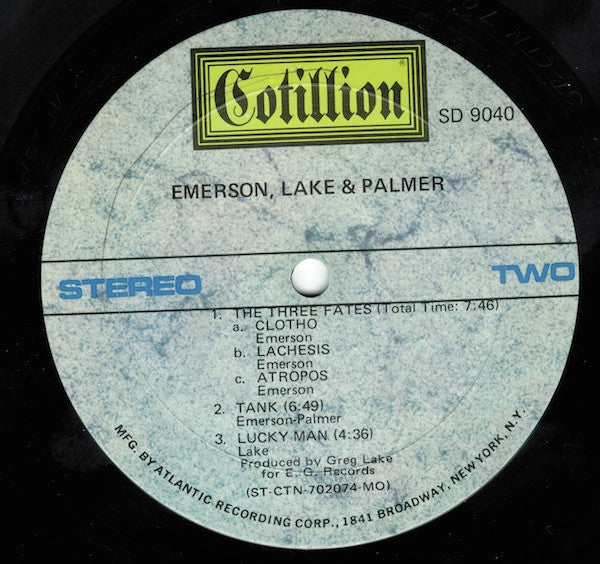 Cotillion®
SD 9040
EMERSON, LAKE & PALMER
STEREO
TWO
1. THE THREE FATES (Total Time: 7:46)
a. CLOTHO
Emerson
b. LACHESIS
Emerson
c. ATROPOS
Emerson
2. TANK (6:49)
Emerson-Palmer
3. LUCKY MAN (4:36)
Lake
Produced by Greg Lake
for E. G. Records
(ST-CTN-702074-MO)
MFG. BY ATLANTIC RECORDING CORP., 1841 BROADWAY, NEW YORK, N.Y.